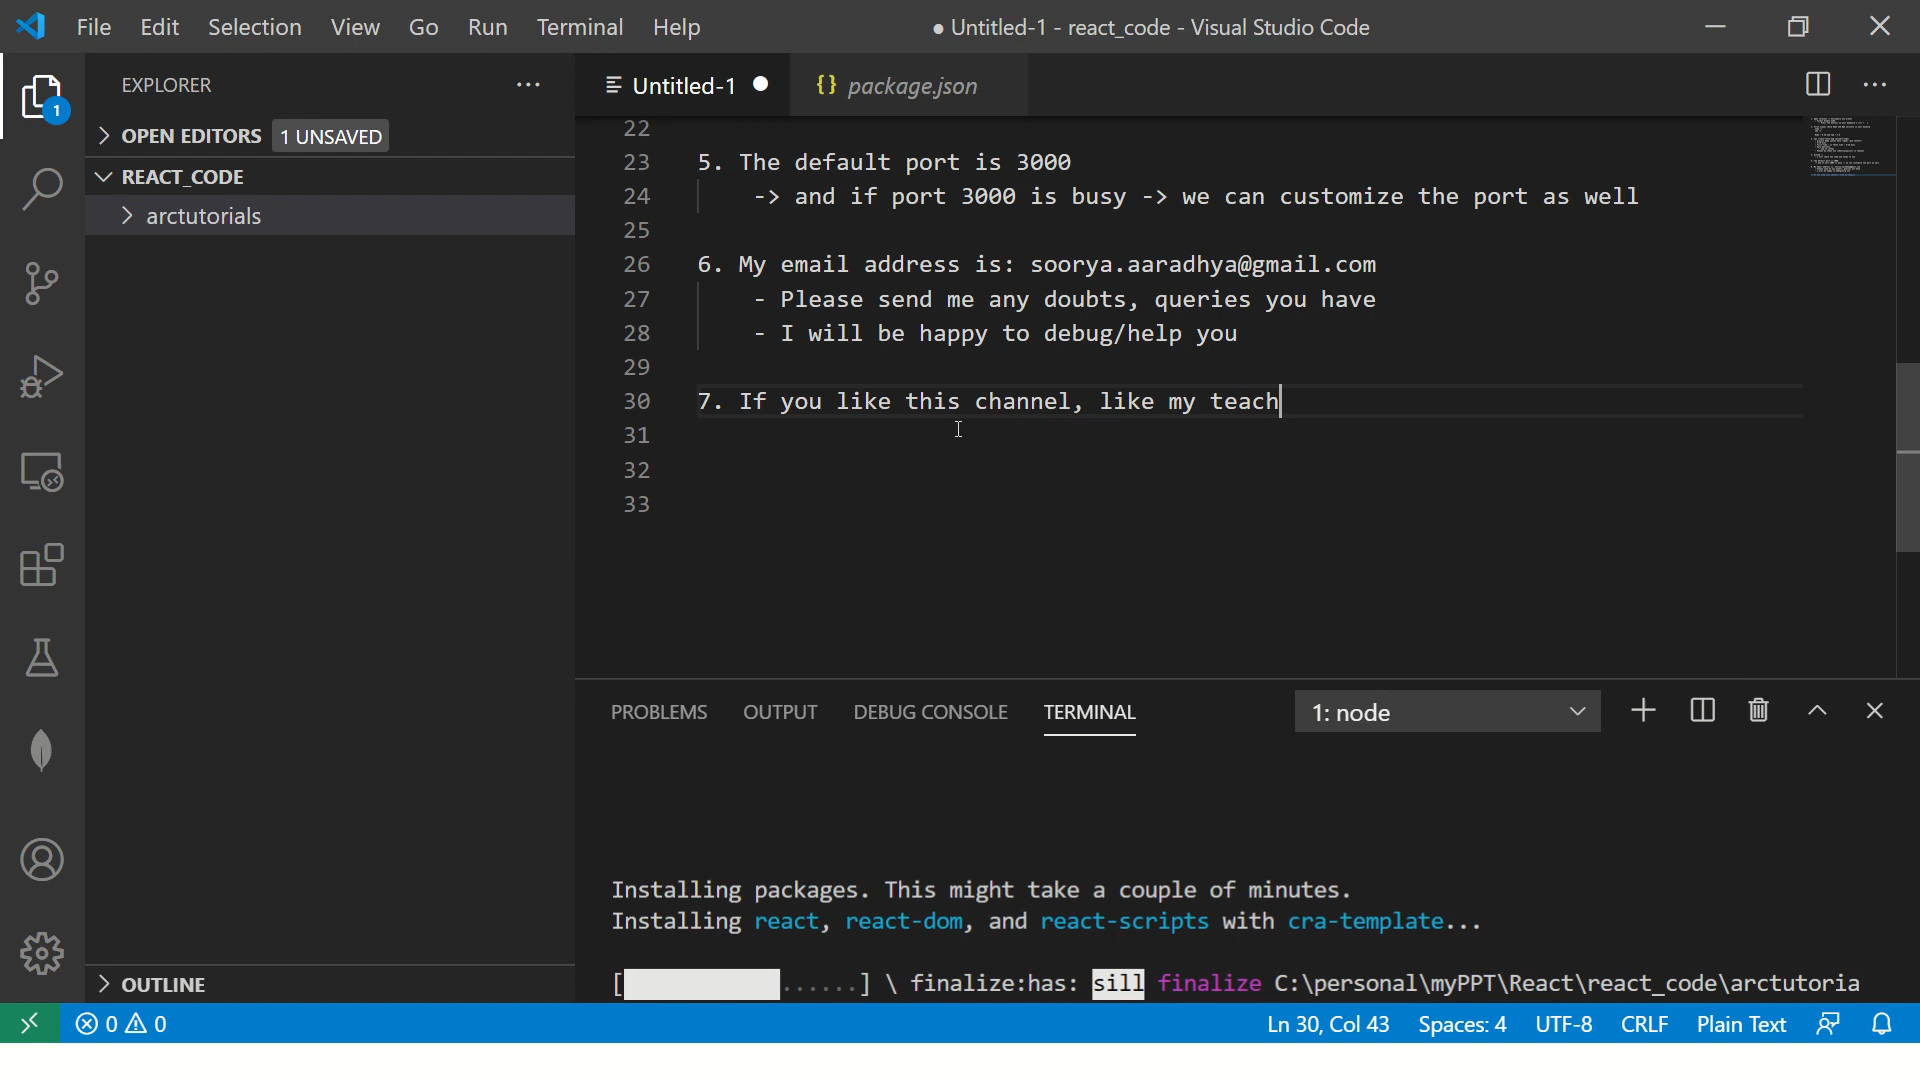 File Edit Selection View Go Run Terminal Help
● Untitled-1 - react_code - Visual Studio Code
EXPLORER ...
1
OPEN EDITORS 1 UNSAVED
REACT_CODE
arctutorials
OUTLINE
Untitled-1 ● {} package.json
22
23 5. The default port is 3000
24 -> and if port 3000 is busy -> we can customize the port as well
25
26 6. My email address is: soorya.aaradhya@gmail.com
27 - Please send me any doubts, queries you have
28 - I will be happy to debug/help you
29
30 7. If you like this channel, like my teach
31
32
33
PROBLEMS OUTPUT DEBUG CONSOLE TERMINAL 1: node
Installing packages. This might take a couple of minutes.
Installing react, react-dom, and react-scripts with cra-template...
[ ......] \ finalize:has: sill finalize C:\personal\myPPT\React\react_code\arctutoria
0 0 Ln 30, Col 43 Spaces: 4 UTF-8 CRLF Plain Text